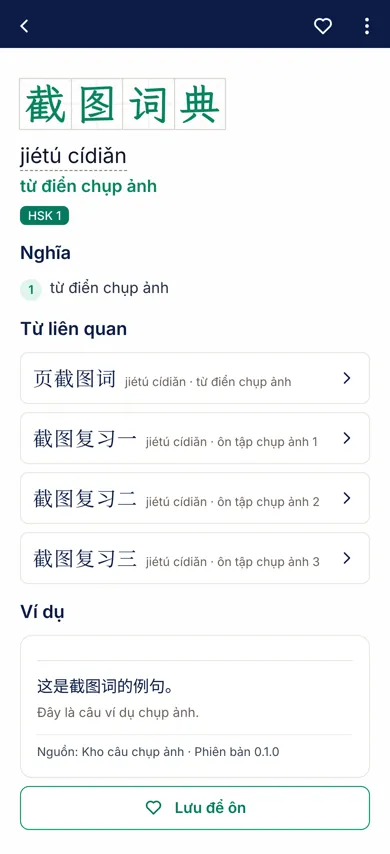 截图词典
jiétú cídiǎn
từ điển chụp ảnh
HSK 1
Nghĩa
1 từ điển chụp ảnh
Từ liên quan
页截图词 jiétú cídiǎn · từ điển chụp ảnh
截图复习一 jiétú cídiǎn · ôn tập chụp ảnh 1
截图复习二 jiétú cídiǎn · ôn tập chụp ảnh 2
截图复习三 jiétú cídiǎn · ôn tập chụp ảnh 3
Ví dụ
这是截图词的例句。
Đây là câu ví dụ chụp ảnh.
Nguồn: Kho câu chụp ảnh · Phiên bản 0.1.0
Lưu để ôn